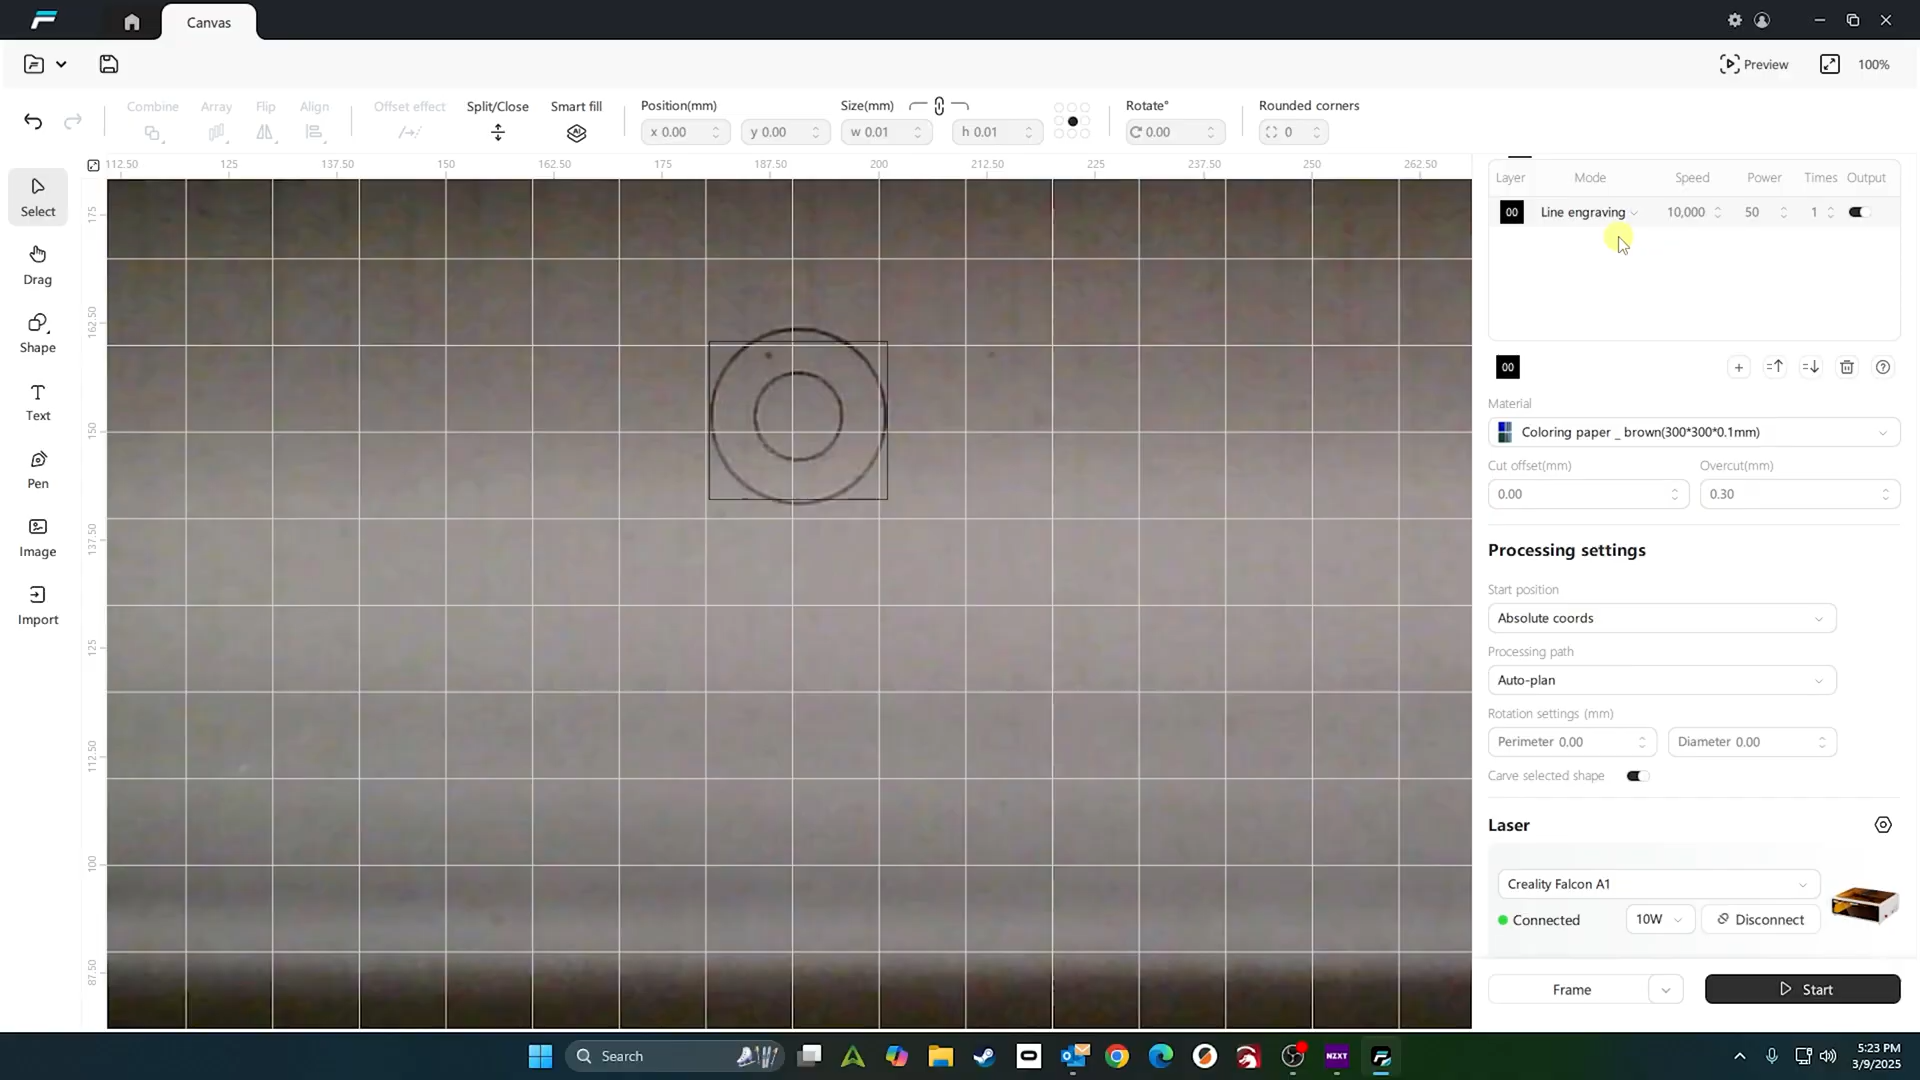 Canvas
Preview 100%
Combine Array Flip Align Offset effect Split/Close Smart fill Position(mm) Size(mm) Rotate° Rounded corners
x 0.00 y 0.00 w 0.01 h 0.01 0.00 0
112.50 125 137.50 150 162.50 175 187.50 200 212.50 225 237.50 250 262.50
175
162.50
150
137.50
125
112.50
100
87.50
Select
Drag
Shape
Text
Pen
Image
Import
Layer Mode Speed Power Times Output
00 Line engraving 10,000 50 1
00
Material
Coloring paper _ brown(300*300*0.1mm)
Cut offset(mm) Overcut(mm)
0.00 0.30
Processing settings
Start position
Absolute coords
Processing path
Auto-plan
Rotation settings (mm)
Perimeter 0.00 Diameter 0.00
Carve selected shape
Laser
Creality Falcon A1
Connected 10W Disconnect
Frame Start
Search NZXT 5:23 PM
3/9/2025